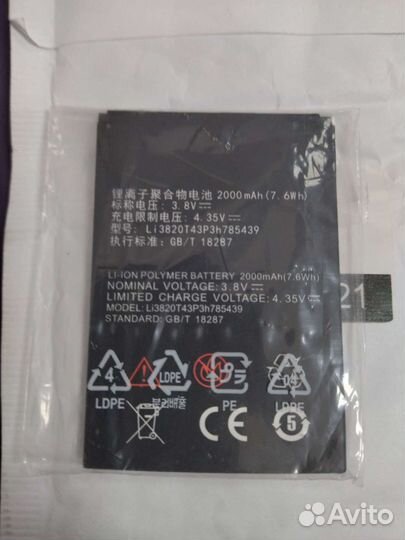 锂离子聚合物电池 2000mAh(7.6Wh)
标称电压: 3.8V
充电限制电压: 4.35V
型号: Li3820T43P3h785439
执行标准: GB/T 18287
LI-ION POLYMER BATTERY 2000mAh(7.6Wh)
NOMINAL VOLTAGE: 3.8V
LIMITED CHARGE VOLTAGE: 4.35V
MODEL: Li3820T43P3h785439
STANDARD: GB/T 18287
21
4
LDPE
LDPE
PE
04
LDPE
5
Avito